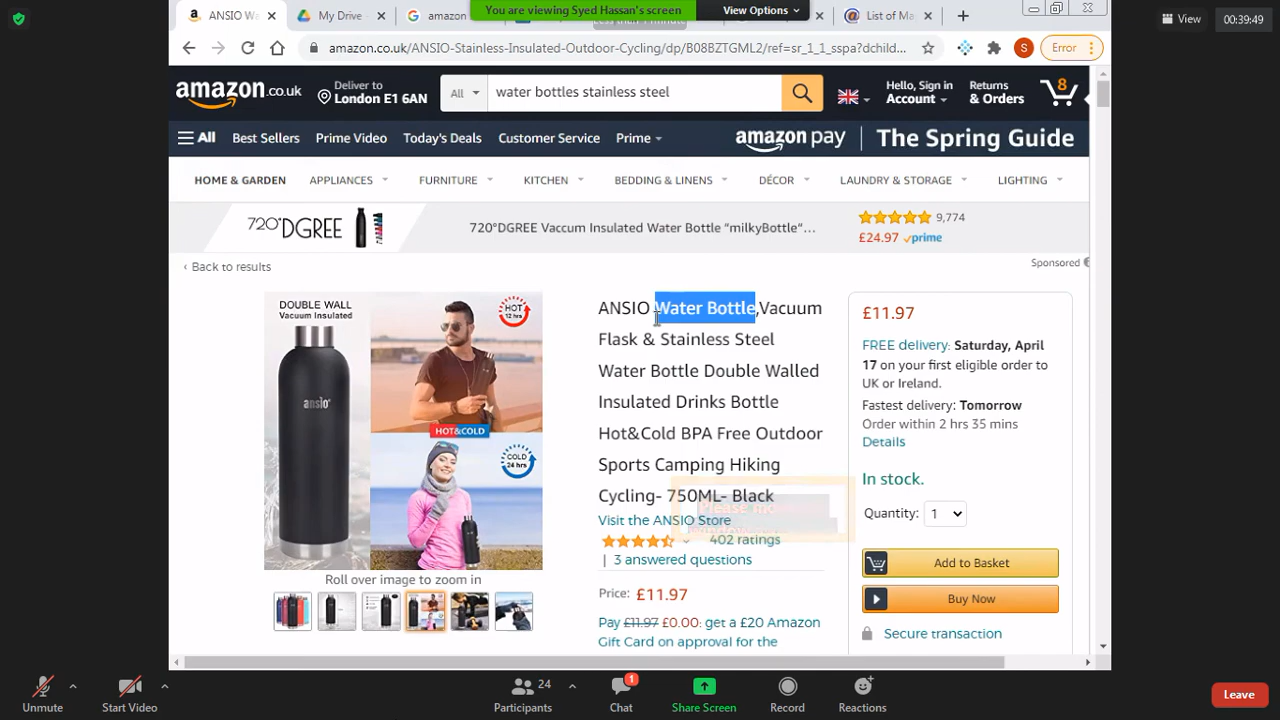 ANSIO Wa
My Drive -
amazon
You are viewing Syed Hassan's screen
View Options
List of Ma
View
00:39:49
amazon.co.uk/ANSIO-Stainless-Insulated-Outdoor-Cycling/dp/B08BZTGML2/ref=sr_1_1_sspa?dchild...
S
Error
amazon.co.uk
Deliver to
London E1 6AN
All
water bottles stainless steel
Hello, Sign in
Account
Returns
& Orders
8
All
Best Sellers
Prime Video
Today's Deals
Customer Service
Prime
amazon pay
The Spring Guide
HOME & GARDEN
APPLIANCES
FURNITURE
KITCHEN
BEDDING & LINENS
DÉCOR
LAUNDRY & STORAGE
LIGHTING
720°DGREE
720°DGREE Vaccum Insulated Water Bottle “milkyBottle“...
9,774
£24.97 prime
‹ Back to results
Sponsored
DOUBLE WALL
Vacuum Insulated
HOT
12 hrs
ansio
HOT&COLD
COLD
24 hrs
Roll over image to zoom in
ANSIO Water Bottle,Vacuum
Flask & Stainless Steel
Water Bottle Double Walled
Insulated Drinks Bottle
Hot&Cold BPA Free Outdoor
Sports Camping Hiking
Cycling- 750ML- Black
Please mo
Visit the ANSIO Store
402 ratings
| 3 answered questions
Price: £11.97
Pay £11.97 £0.00: get a £20 Amazon
Gift Card on approval for the
£11.97
FREE delivery: Saturday, April
17 on your first eligible order to
UK or Ireland.
Fastest delivery: Tomorrow
Order within 2 hrs 35 mins
Details
In stock.
Quantity: 1
Add to Basket
Buy Now
Secure transaction
Unmute
Start Video
24
Participants
1
Chat
Share Screen
Record
Reactions
Leave